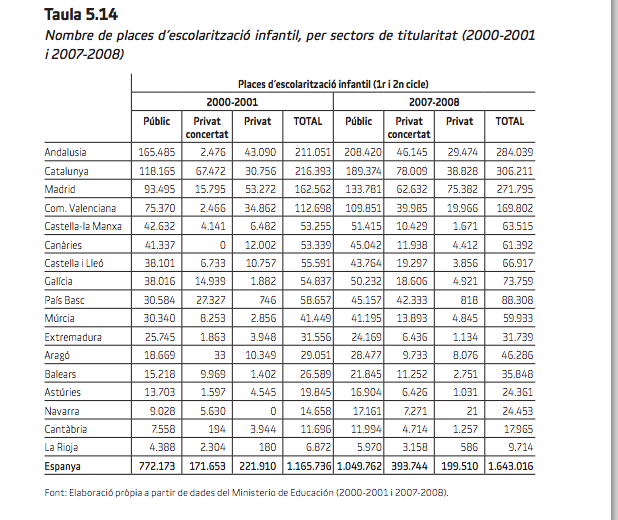 Taula 5.14
Nombre de places d'escolarització infantil, per sectors de titularitat (2000-2001
i 2007-2008)
Places d'escolarització infantil (1r i 2n cicle)
2000-2001 2007-2008
Públic Privat concertat Privat TOTAL Públic Privat concertat Privat TOTAL
Andalusia 165.485 2.476 43.090 211.051 208.420 46.145 29.474 284.039
Catalunya 118.165 67.472 30.756 216.393 189.374 78.009 38.828 306.211
Madrid 93.495 15.795 53.272 162.562 133.781 62.632 75.382 271.795
Com. Valenciana 75.370 2.466 34.862 112.698 109.851 39.985 19.966 169.802
Castella-la Manxa 42.632 4.141 6.482 53.255 51.415 10.429 1.671 63.515
Canàries 41.337 0 12.002 53.339 45.042 11.938 4.412 61.392
Castella i Lleó 38.101 6.733 10.757 55.591 43.764 19.297 3.856 66.917
Galícia 38.016 14.939 1.882 54.837 50.232 18.606 4.921 73.759
País Basc 30.584 27.327 746 58.657 45.157 42.333 818 88.308
Múrcia 30.340 8.253 2.856 41.449 41.195 13.893 4.845 59.933
Extremadura 25.745 1.863 3.948 31.556 24.169 6.436 1.134 31.739
Aragó 18.669 33 10.349 29.051 28.477 9.733 8.076 46.286
Balears 15.218 9.969 1.402 26.589 21.845 11.252 2.751 35.848
Astúries 13.703 1.597 4.545 19.845 16.904 6.426 1.031 24.361
Navarra 9.028 5.630 0 14.658 17.161 7.271 21 24.453
Cantàbria 7.558 194 3.944 11.696 11.994 4.714 1.257 17.965
La Rioja 4.388 2.304 180 6.872 5.970 3.158 586 9.714
Espanya 772.173 171.653 221.910 1.165.736 1.049.762 393.744 199.510 1.643.016
Font: Elaboració pròpia a partir de dades del Ministerio de Educación (2000-2001 i 2007-2008).